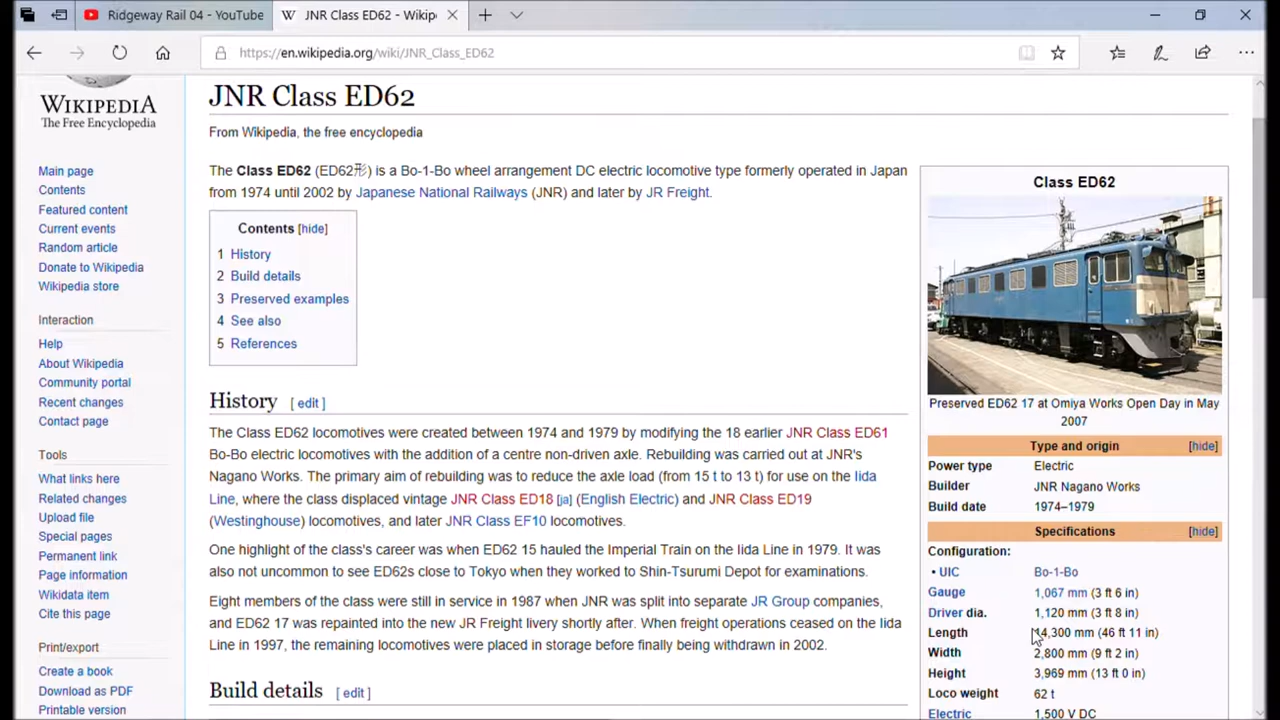 Ridgeway Rail 04 - YouTube
JNR Class ED62 - Wikip
https://en.wikipedia.org/wiki/JNR_Class_ED62
WIKIPEDIA
The Free Encyclopedia
Main page
Contents
Featured content
Current events
Random article
Donate to Wikipedia
Wikipedia store
Interaction
Help
About Wikipedia
Community portal
Recent changes
Contact page
Tools
What links here
Related changes
Upload file
Special pages
Permanent link
Page information
Wikidata item
Cite this page
Print/export
Create a book
Download as PDF
Printable version
JNR Class ED62
From Wikipedia, the free encyclopedia
The Class ED62 (ED62形) is a Bo-1-Bo wheel arrangement DC electric locomotive type formerly operated in Japan
from 1974 until 2002 by Japanese National Railways (JNR) and later by JR Freight.
Contents [hide]
1 History
2 Build details
3 Preserved examples
4 See also
5 References
History [ edit ]
The Class ED62 locomotives were created between 1974 and 1979 by modifying the 18 earlier JNR Class ED61
Bo-Bo electric locomotives with the addition of a centre non-driven axle. Rebuilding was carried out at JNR's
Nagano Works. The primary aim of rebuilding was to reduce the axle load (from 15 t to 13 t) for use on the Iida
Line, where the class displaced vintage JNR Class ED18 [ja] (English Electric) and JNR Class ED19
(Westinghouse) locomotives, and later JNR Class EF10 locomotives.
One highlight of the class's career was when ED62 15 hauled the Imperial Train on the Iida Line in 1979. It was
also not uncommon to see ED62s close to Tokyo when they worked to Shin-Tsurumi Depot for examinations.
Eight members of the class were still in service in 1987 when JNR was split into separate JR Group companies,
and ED62 17 was repainted into the new JR Freight livery shortly after. When freight operations ceased on the Iida
Line in 1997, the remaining locomotives were placed in storage before finally being withdrawn in 2002.
Build details [ edit ]
Class ED62
Preserved ED62 17 at Omiya Works Open Day in May
2007
Type and origin [hide]
Power type Electric
Builder JNR Nagano Works
Build date 1974–1979
Specifications [hide]
Configuration:
• UIC Bo-1-Bo
Gauge 1,067 mm (3 ft 6 in)
Driver dia. 1,120 mm (3 ft 8 in)
Length 14,300 mm (46 ft 11 in)
Width 2,800 mm (9 ft 2 in)
Height 3,969 mm (13 ft 0 in)
Loco weight 62 t
Electric 1,500 V DC